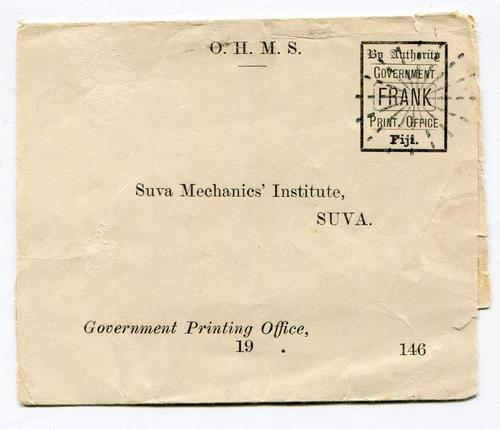 O. H. M. S.
By Authority
GOVERNMENT
FRANK
PRINT. OFFICE
Fiji.
Suva Mechanics' Institute,
SUVA.
Government Printing Office,
19 .
146